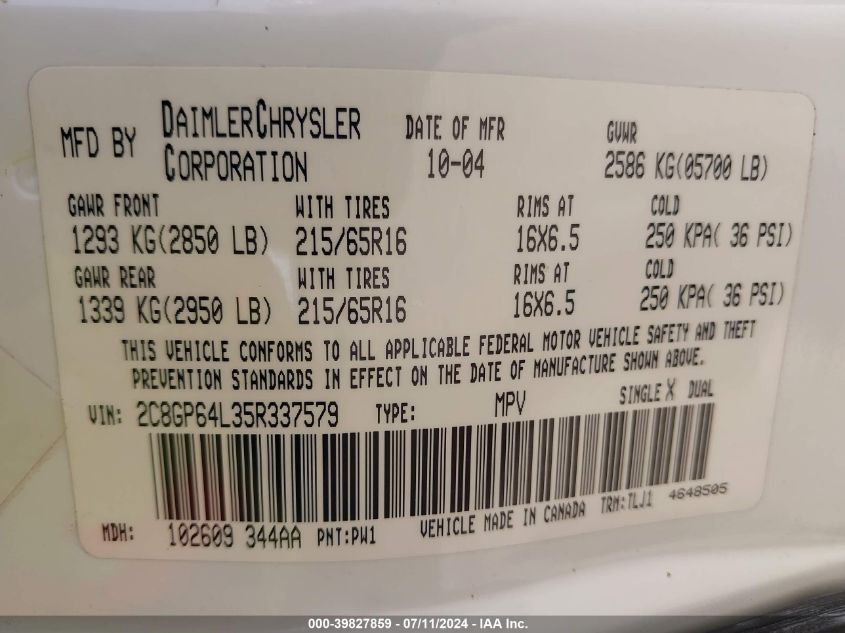 MFD BY DAIMLERCHRYSLER CORPORATION DATE OF MFR 10-04 GVWR 2586 KG(05700 LB)
GAWR FRONT WITH TIRES RIMS AT COLD
1293 KG(2850 LB) 215/65R16 16X6.5 250 KPA( 36 PSI)
GAWR REAR WITH TIRES RIMS AT COLD
1339 KG(2950 LB) 215/65R16 16X6.5 250 KPA( 36 PSI)
THIS VEHICLE CONFORMS TO ALL APPLICABLE FEDERAL MOTOR VEHICLE SAFETY AND THEFT
PREVENTION STANDARDS IN EFFECT ON THE DATE OF MANUFACTURE SHOWN ABOVE.
VIN: 2C8GP64L35R337579 TYPE: MPV SINGLE X DUAL
MDH: 102609 344AA PNT:PW1 VEHICLE MADE IN CANADA TRM:TLJ1 4648505
000-39827859 - 07/11/2024 - IAA Inc.